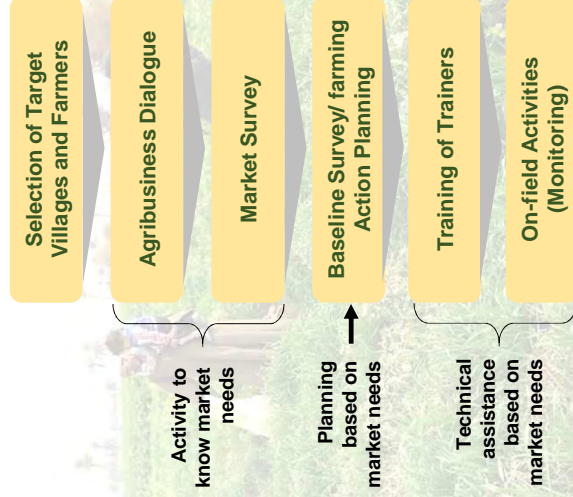 Selection of Target
Villages and Farmers
Agribusiness Dialogue
Market Survey
Baseline Survey/ farming
Action Planning
Training of Trainers
On-field Activities
(Monitoring)
Activity to
know market
needs
Planning
based on
market needs
Technical
assistance
based on
market needs